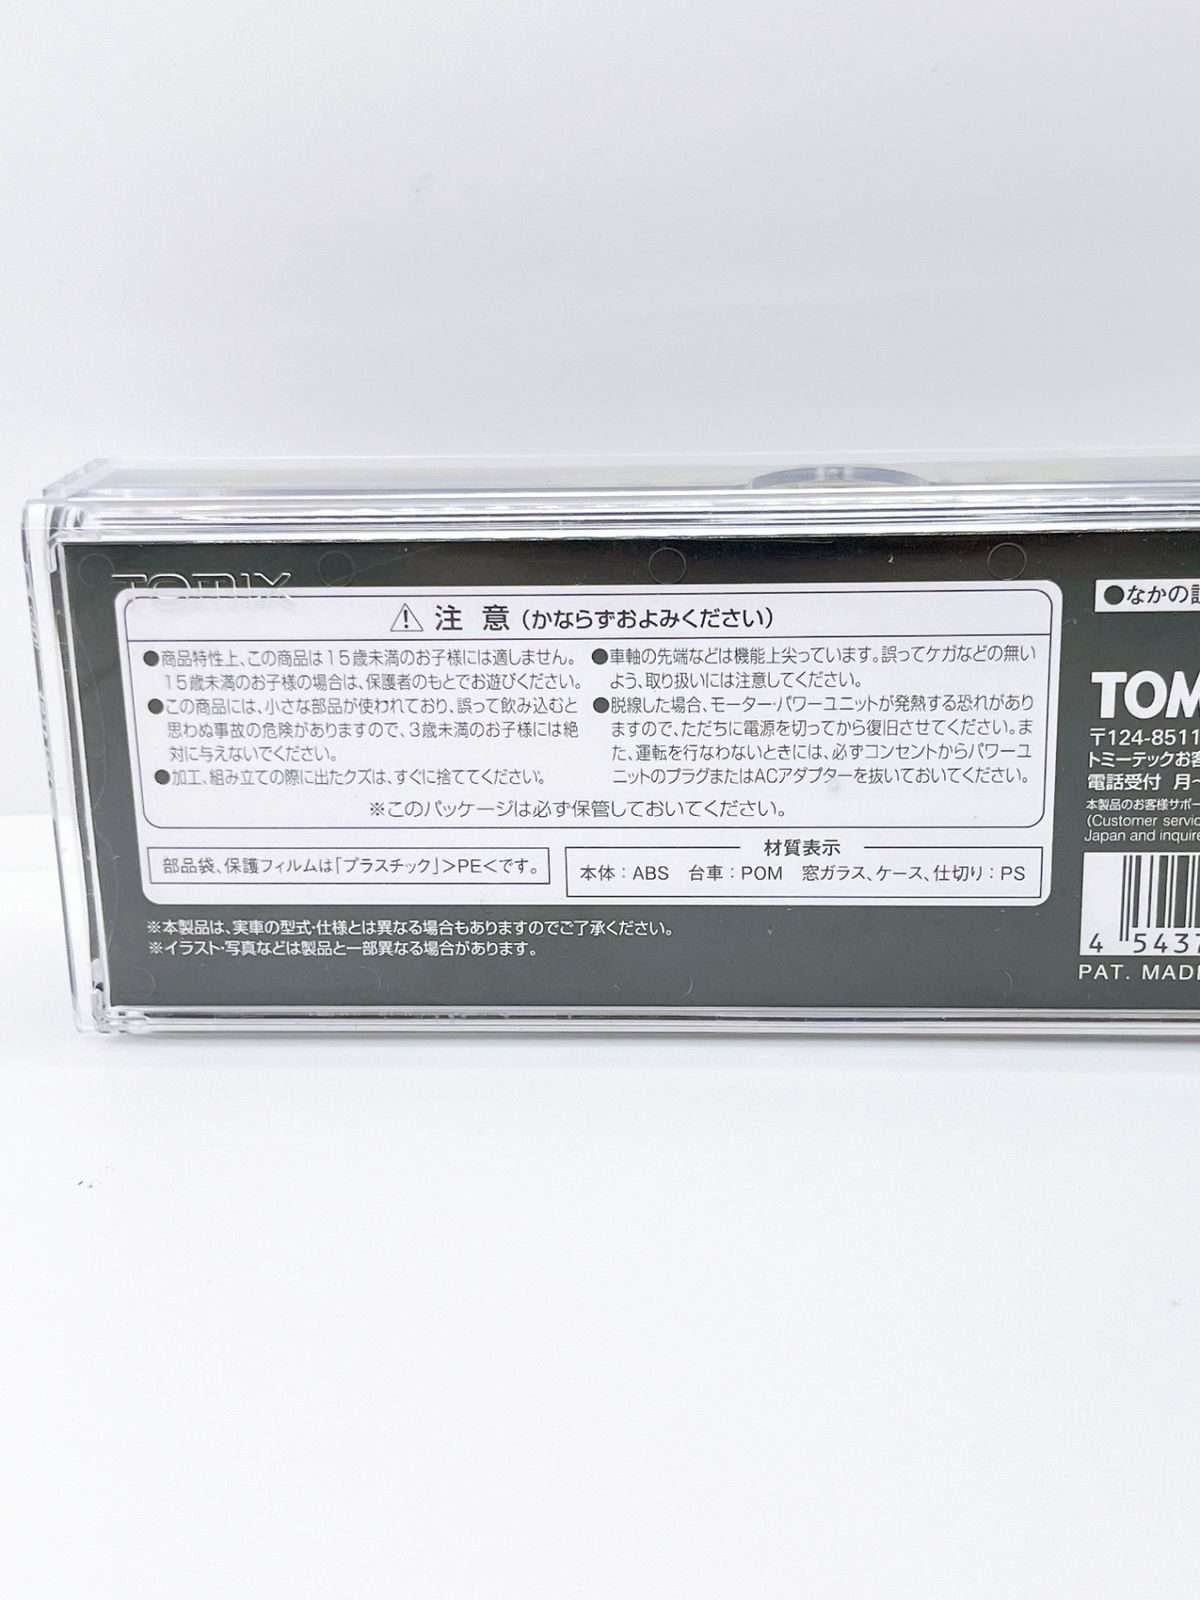 TOMIX
注 意 (かならずおよみください)
●商品特性上、この商品は15歳未満のお子様には適しません。
15歳未満のお子様の場合は、保護者のもとでお遊びください。
●この商品には、小さな部品が使われており、誤って飲み込むと
思わぬ事故の危険がありますので、3歳未満のお子様には絶
対に与えないでください。
●加工、組み立ての際に出たクズは、すぐに捨ててください。
●車軸の先端などは機能上尖っています。誤ってケガなどの無い
よう、取り扱いには注意してください。
●脱線した場合、モーター・パワーユニットが発熱する恐れがあり
ますので、ただちに電源を切ってから復旧させてください。ま
た、運転を行なわないときには、必ずコンセントからパワーユ
ニットのプラグまたはACアダプターを抜いておいてください。
※このパッケージは必ず保管しておいてください。
部品袋、保護フィルムは「プラスチック」>PE<です。
材質表示
本体：ABS 台車：POM 窓ガラス、ケース、仕切り：PS
※本製品は、実車の型式・仕様とは異なる場合もありますのでご了承ください。
※イラスト・写真などは製品と一部異なる場合があります。
●なかの
TOM
〒124-8511
トミーテックお
電話受付 月～
本製品のお客様サポー
(Customer servic
Japan and inquire
4 5437
PAT. MADE